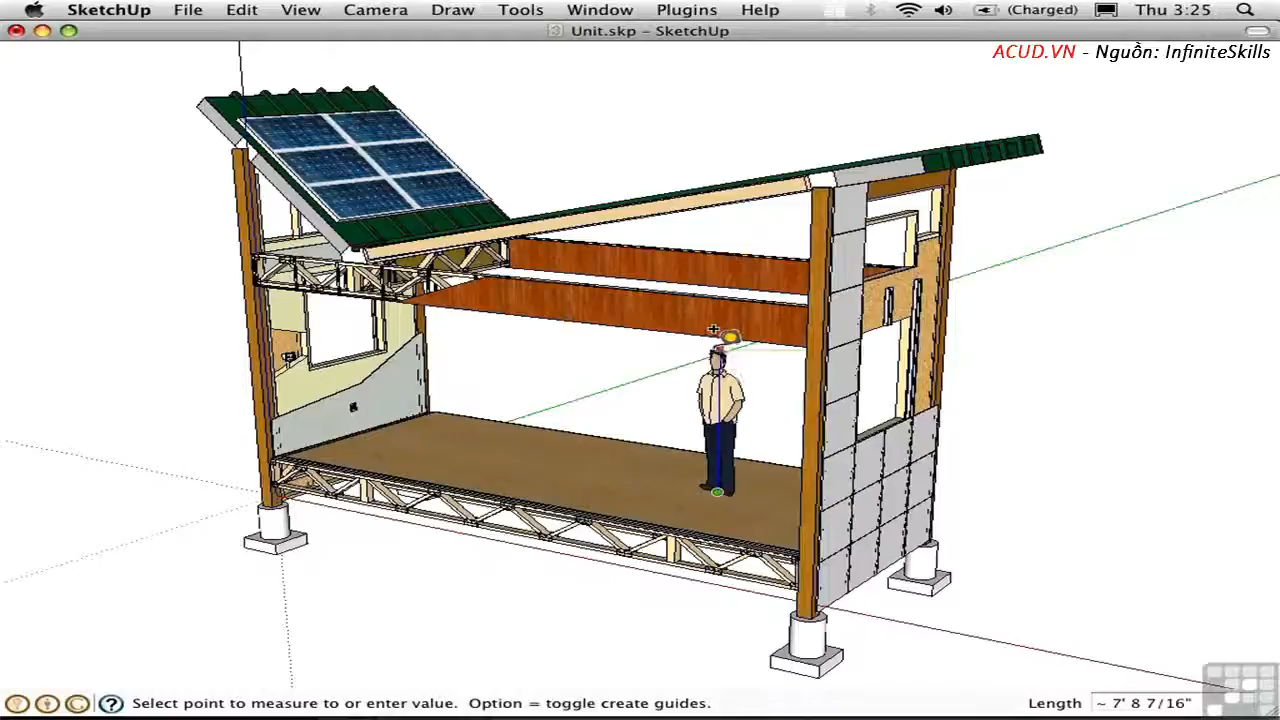 SketchUp File Edit View Camera Draw Tools Window Plugins Help (Charged) Thu 3:25
Unit.skp – SketchUp
ACUD.VN - Nguồn: InfiniteSkills
Select point to measure to or enter value. Option = toggle create guides. Length ~ 7' 8 7/16"